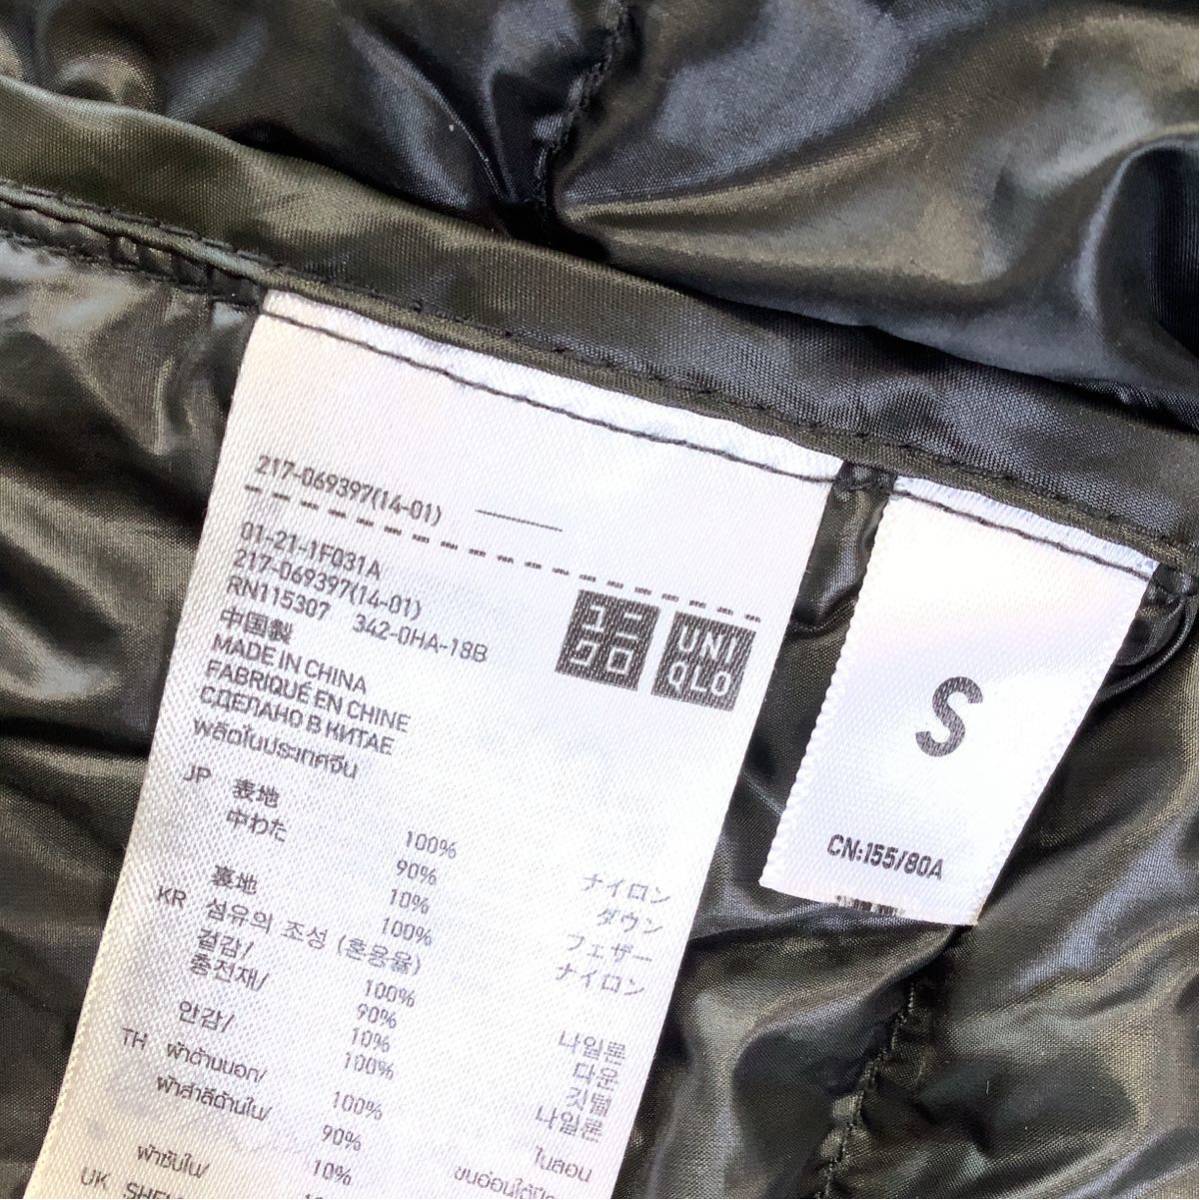 217-069397(14-01)
01-21-1F031A
217-069397(14-01)
RN115307 342-0HA-18B
ユニクロ
UNIQLO
中国製
MADE IN CHINA
FABRIQUÉ EN CHINE
СДЕЛАНО В КИТАЕ
ผลิตในประเทศจีน
JP 表地 100% ナイロン
中わた 90% ダウン
10% フェザー
裏地 100% ナイロン
KR 섬유의 조성 (혼용율)
겉감/ 100% 나일론
충전재/ 90% 다운
10% 깃털
안감/ 100% 나일론
TH ผ้าด้านนอก/ 100% ไนลอน
ผ้าสำลีด้านใน/ 90%
10%
ผ้าซับใน/
UK
S
CN:155/80A